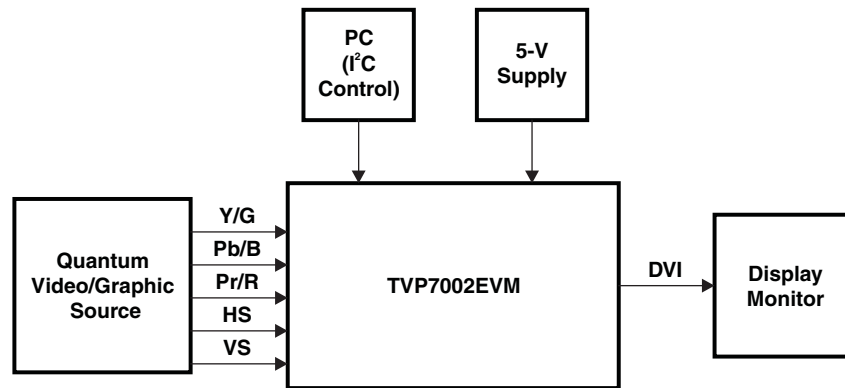 PC
(I²C
Control)
5-V
Supply
Quantum
Video/Graphic
Source
Y/G
Pb/B
Pr/R
HS
VS
TVP7002EVM
DVI
Display
Monitor